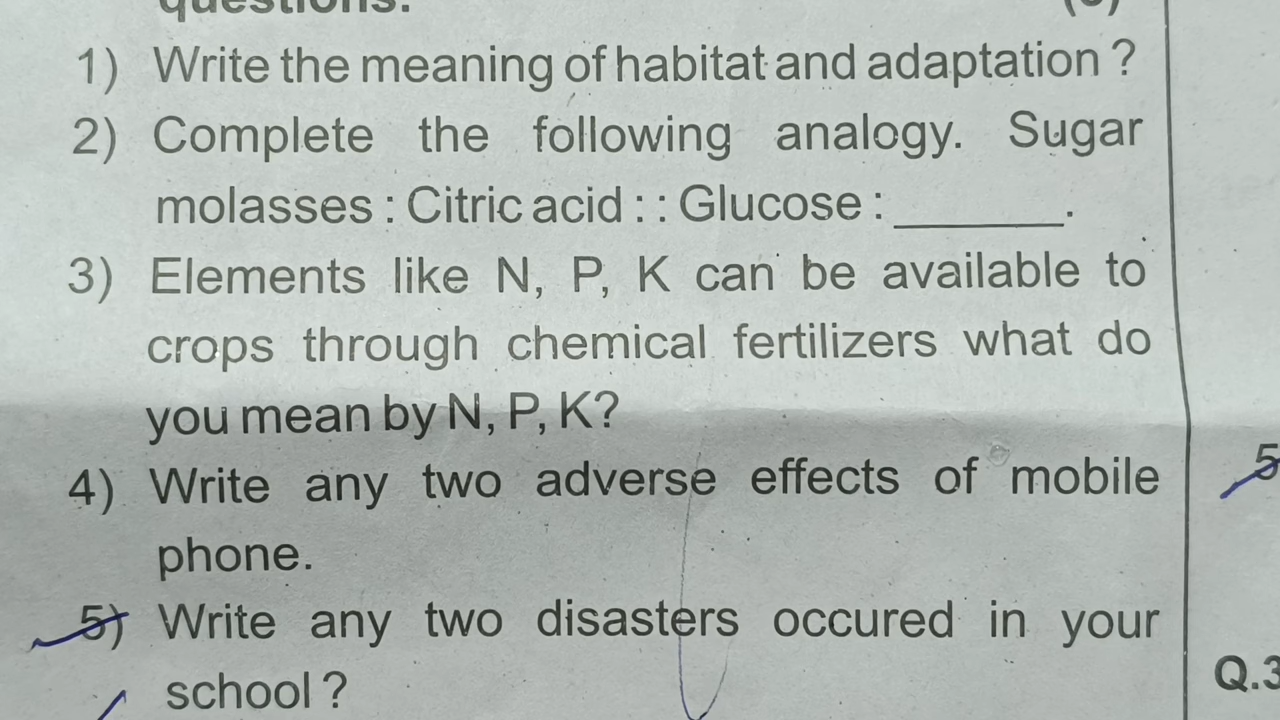 questions.
1) Write the meaning of habitat and adaptation ?
2) Complete the following analogy. Sugar
molasses : Citric acid : : Glucose : _______.
3) Elements like N, P, K can be available to
crops through chemical fertilizers what do
you mean by N, P, K?
4) Write any two adverse effects of mobile
phone.
5) Write any two disasters occured in your
school ?
5
Q.3